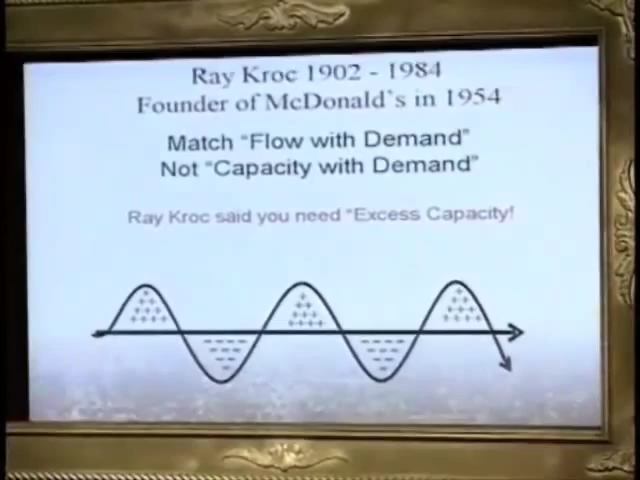 Ray Kroc 1902 - 1984
Founder of McDonald's in 1954
Match "Flow with Demand"
Not "Capacity with Demand"
Ray Kroc said you need "Excess Capacity!